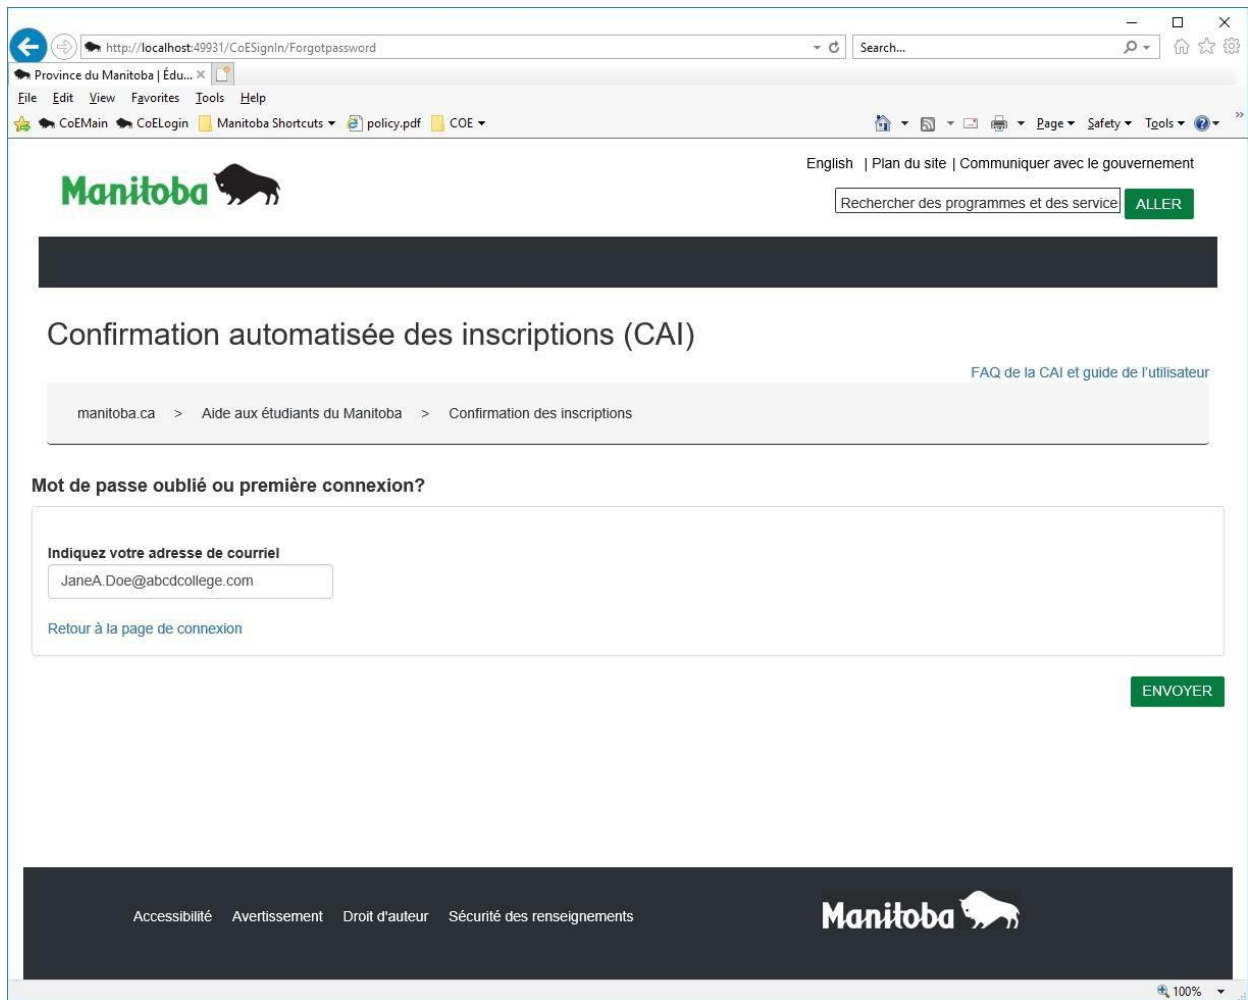 http://localhost:49931/CoESignIn/Forgotpassword
Search...
Province du Manitoba | Édu...
File Edit View Favorites Tools Help
CoEMain CoELogin Manitoba Shortcuts policy.pdf COE
Page Safety Tools
Manitoba
English | Plan du site | Communiquer avec le gouvernement
Rechercher des programmes et des service
ALLER
Confirmation automatisée des inscriptions (CAI)
FAQ de la CAI et guide de l'utilisateur
manitoba.ca > Aide aux étudiants du Manitoba > Confirmation des inscriptions
Mot de passe oublié ou première connexion?
Indiquez votre adresse de courriel
JaneA.Doe@abcdcollege.com
Retour à la page de connexion
ENVOYER
Accessibilité Avertissement Droit d'auteur Sécurité des renseignements
Manitoba
100%